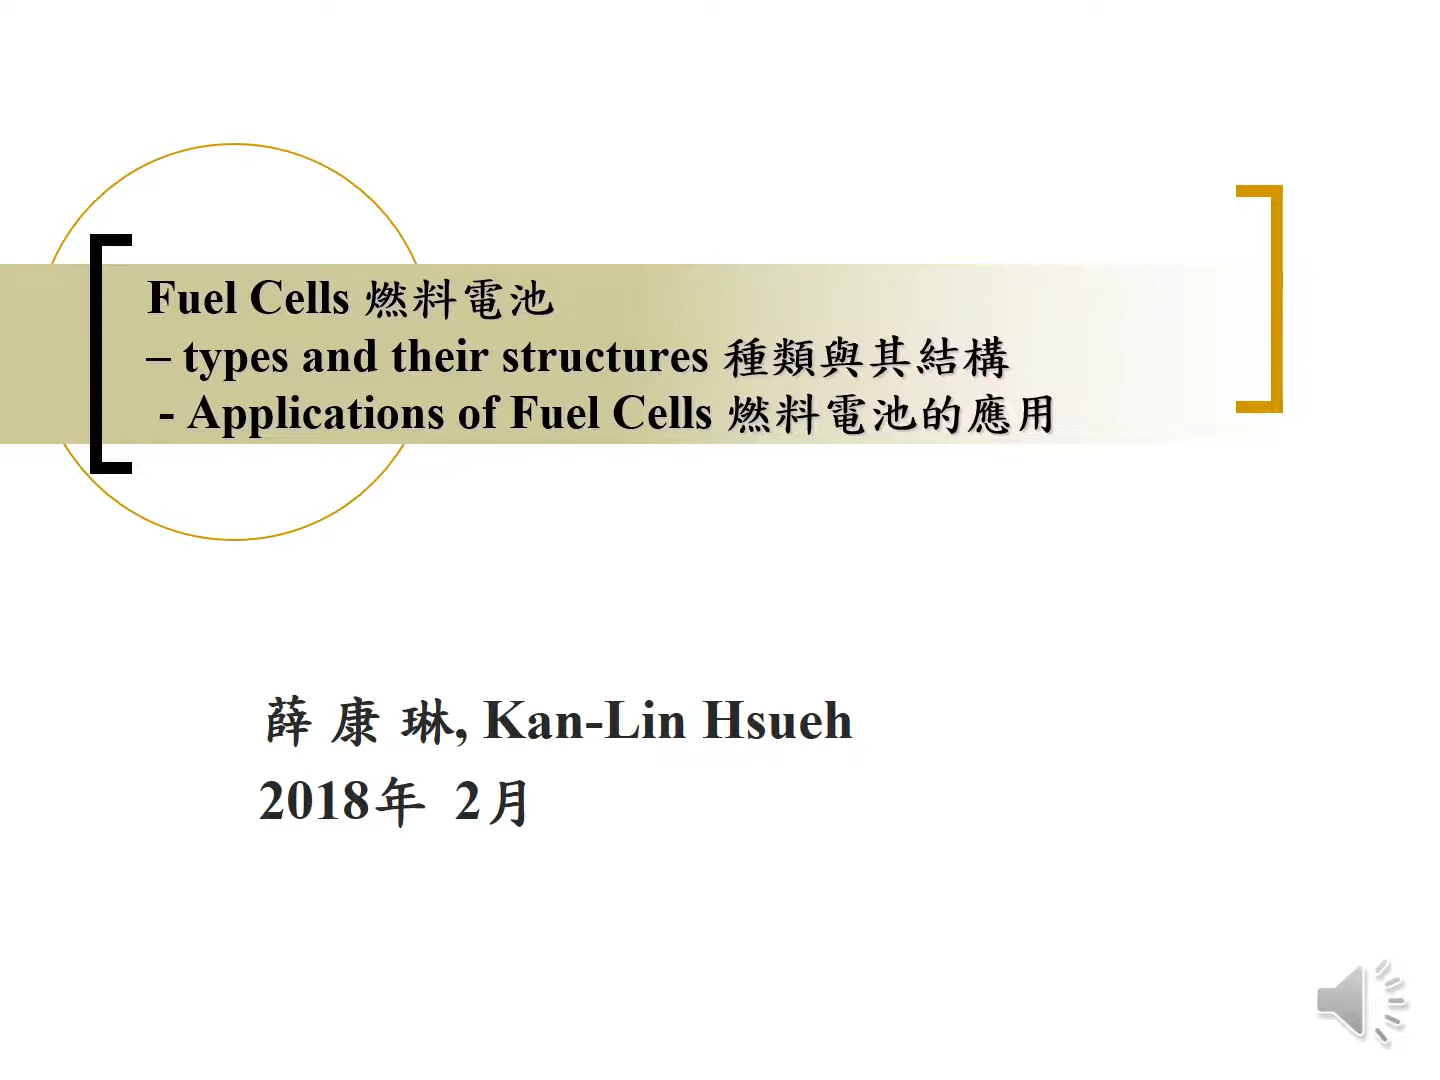 Fuel Cells 燃料電池
– types and their structures 種類與其結構
- Applications of Fuel Cells 燃料電池的應用
薛 康 琳, Kan-Lin Hsueh
2018年 2月